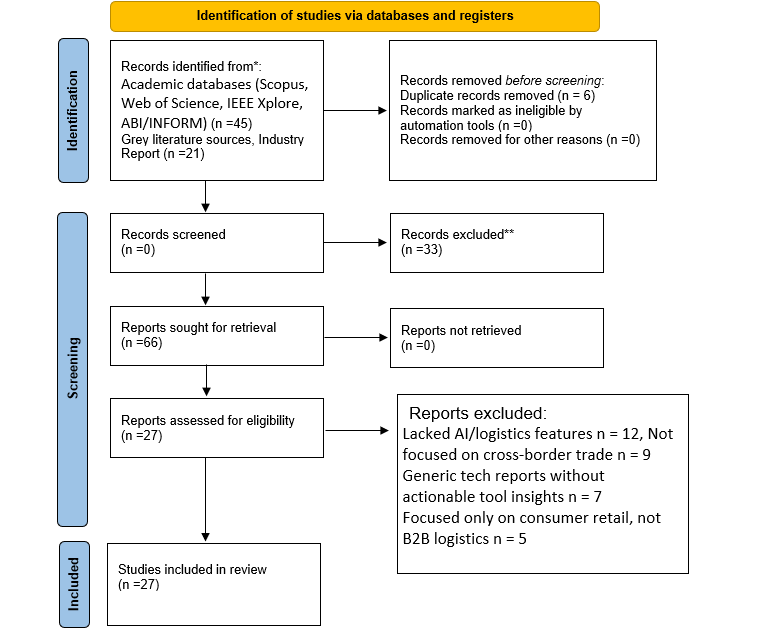 Identification of studies via databases and registers
Identification
Records identified from*:
Academic databases (Scopus,
Web of Science, IEEE Xplore,
ABI/INFORM) (n =45)
Grey literature sources, Industry
Report (n =21)
Records removed before screening:
Duplicate records removed (n = 6)
Records marked as ineligible by
automation tools (n =0)
Records removed for other reasons (n =0)
Screening
Records screened
(n =0)
Records excluded**
(n =33)
Reports sought for retrieval
(n =66)
Reports not retrieved
(n =0)
Reports assessed for eligibility
(n =27)
Reports excluded:
Lacked AI/logistics features n = 12, Not
focused on cross-border trade n = 9
Generic tech reports without
actionable tool insights n = 7
Focused only on consumer retail, not
B2B logistics n = 5
Included
Studies included in review
(n =27)